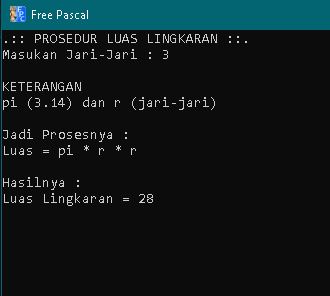 Free Pascal
.:: PROSEDUR LUAS LINGKARAN ::.
Masukan Jari-Jari : 3
KETERANGAN
pi (3.14) dan r (jari-jari)
Jadi Prosesnya :
Luas = pi * r * r
Hasilnya :
Luas Lingkaran = 28